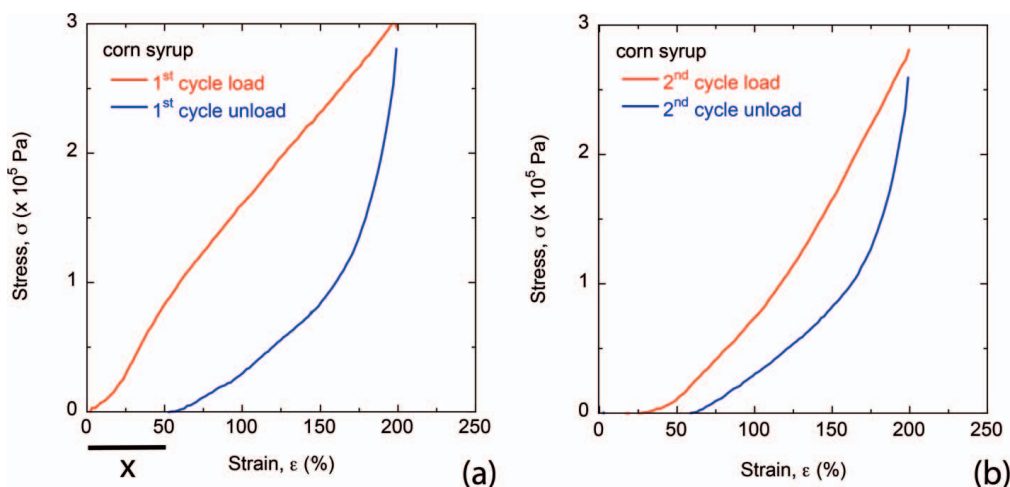 3
corn syrup
1st cycle load
1st cycle unload
2
1
0
Stress, σ (x 10⁵ Pa)
0 50 100 150 200 250
X
Strain, ε (%)
(a)
3
corn syrup
2nd cycle load
2nd cycle unload
2
1
0
Stress, σ (x 10⁵ Pa)
0 50 100 150 200 250
Strain, ε (%)
(b)